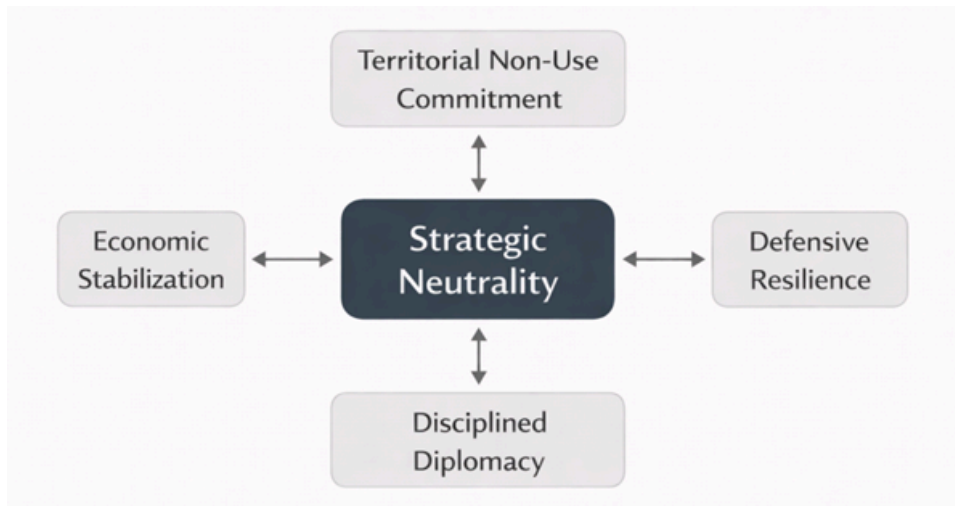 Territorial Non-Use
Commitment
Economic
Stabilization
Strategic
Neutrality
Defensive
Resilience
Disciplined
Diplomacy